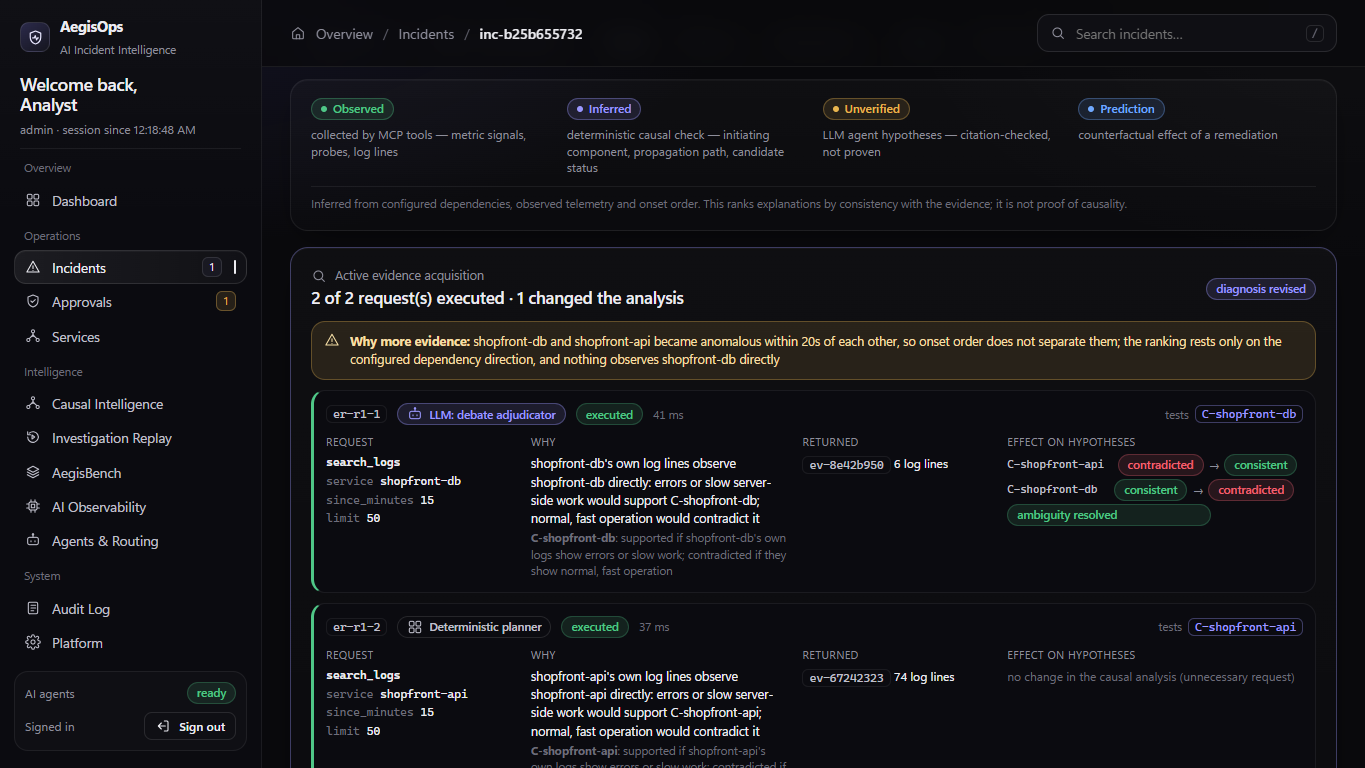 AegisOps
AI Incident Intelligence
Welcome back,
Analyst
admin · session since 12:18:48 AM
Overview
Dashboard
Operations
Incidents 1
Approvals 1
Services
Intelligence
Causal Intelligence
Investigation Replay
AegisBench
AI Observability
Agents & Routing
System
Audit Log
Platform
AI agents ready
Signed in Sign out
Overview / Incidents / inc-b25b655732
Search incidents... /
Observed
collected by MCP tools — metric signals,
probes, log lines
Inferred
deterministic causal check — initiating
component, propagation path, candidate
status
Unverified
LLM agent hypotheses — citation-checked,
not proven
Prediction
counterfactual effect of a remediation
Inferred from configured dependencies, observed telemetry and onset order. This ranks explanations by consistency with the evidence; it is not proof of causality.
Active evidence acquisition
2 of 2 request(s) executed · 1 changed the analysis
diagnosis revised
Why more evidence: shopfront-db and shopfront-api became anomalous within 20s of each other, so onset order does not separate them; the ranking rests only on the
configured dependency direction, and nothing observes shopfront-db directly
er-r1-1 LLM: debate adjudicator executed 41 ms tests C-shopfront-db
REQUEST
search_logs
service shopfront-db
since_minutes 15
limit 50
WHY
shopfront-db's own log lines observe
shopfront-db directly: errors or slow server-
side work would support C-shopfront-db;
normal, fast operation would contradict it
C-shopfront-db: supported if shopfront-db's own
logs show errors or slow work; contradicted if they
show normal, fast operation
RETURNED
ev-8e42b950 6 log lines
EFFECT ON HYPOTHESES
C-shopfront-api contradicted → consistent
C-shopfront-db consistent → contradicted
ambiguity resolved
er-r1-2 Deterministic planner executed 37 ms tests C-shopfront-api
REQUEST
search_logs
service shopfront-api
since_minutes 15
limit 50
WHY
shopfront-api's own log lines observe
shopfront-api directly: errors or slow server-
side work would support C-shopfront-api;
normal, fast operation would contradict it
C-shopfront-api: supported if shopfront-api's
own logs show errors or slow work; contradicted if
RETURNED
ev-67242323 74 log lines
EFFECT ON HYPOTHESES
no change in the causal analysis (unnecessary request)